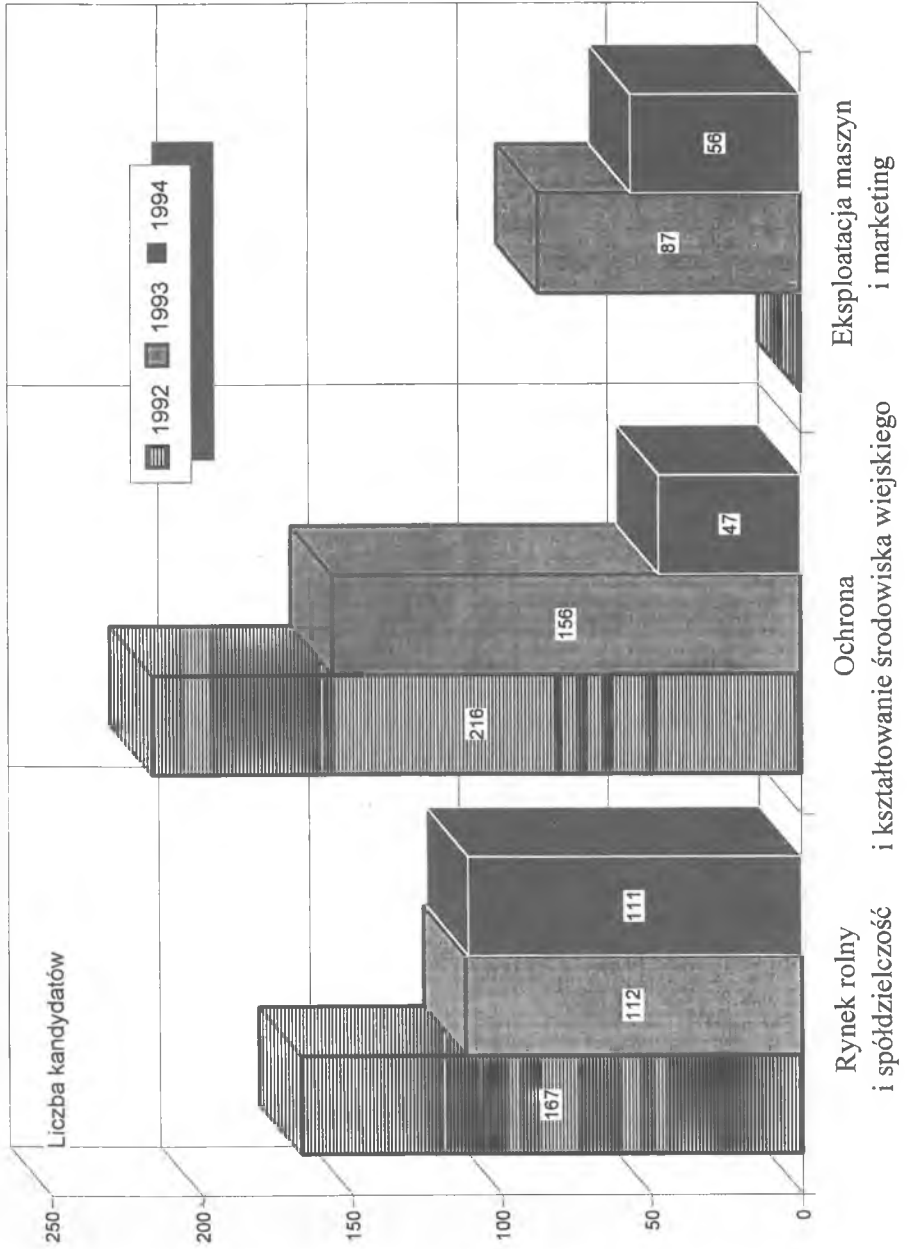 Liczba kandydatów
1992 1993 1994
250
200
150
100
50
0
167
112
111
216
156
47
87
56
Rynek rolny
i spółdzielczość
Ochrona
i kształtowanie środowiska wiejskiego
Eksploatacja maszyn
i marketing